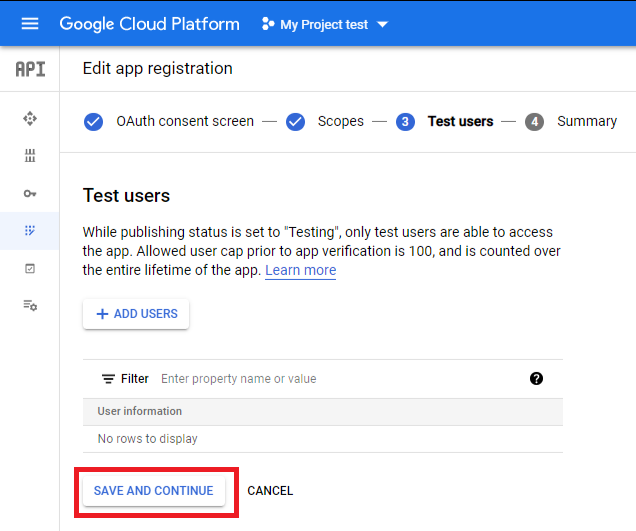 Google Cloud Platform
My Project test
API
Edit app registration
OAuth consent screen
Scopes
3
Test users
4
Summary
Test users
While publishing status is set to "Testing", only test users are able to access
the app. Allowed user cap prior to app verification is 100, and is counted over
the entire lifetime of the app. Learn more
+ ADD USERS
Filter
Enter property name or value
?
User information
No rows to display
SAVE AND CONTINUE
CANCEL